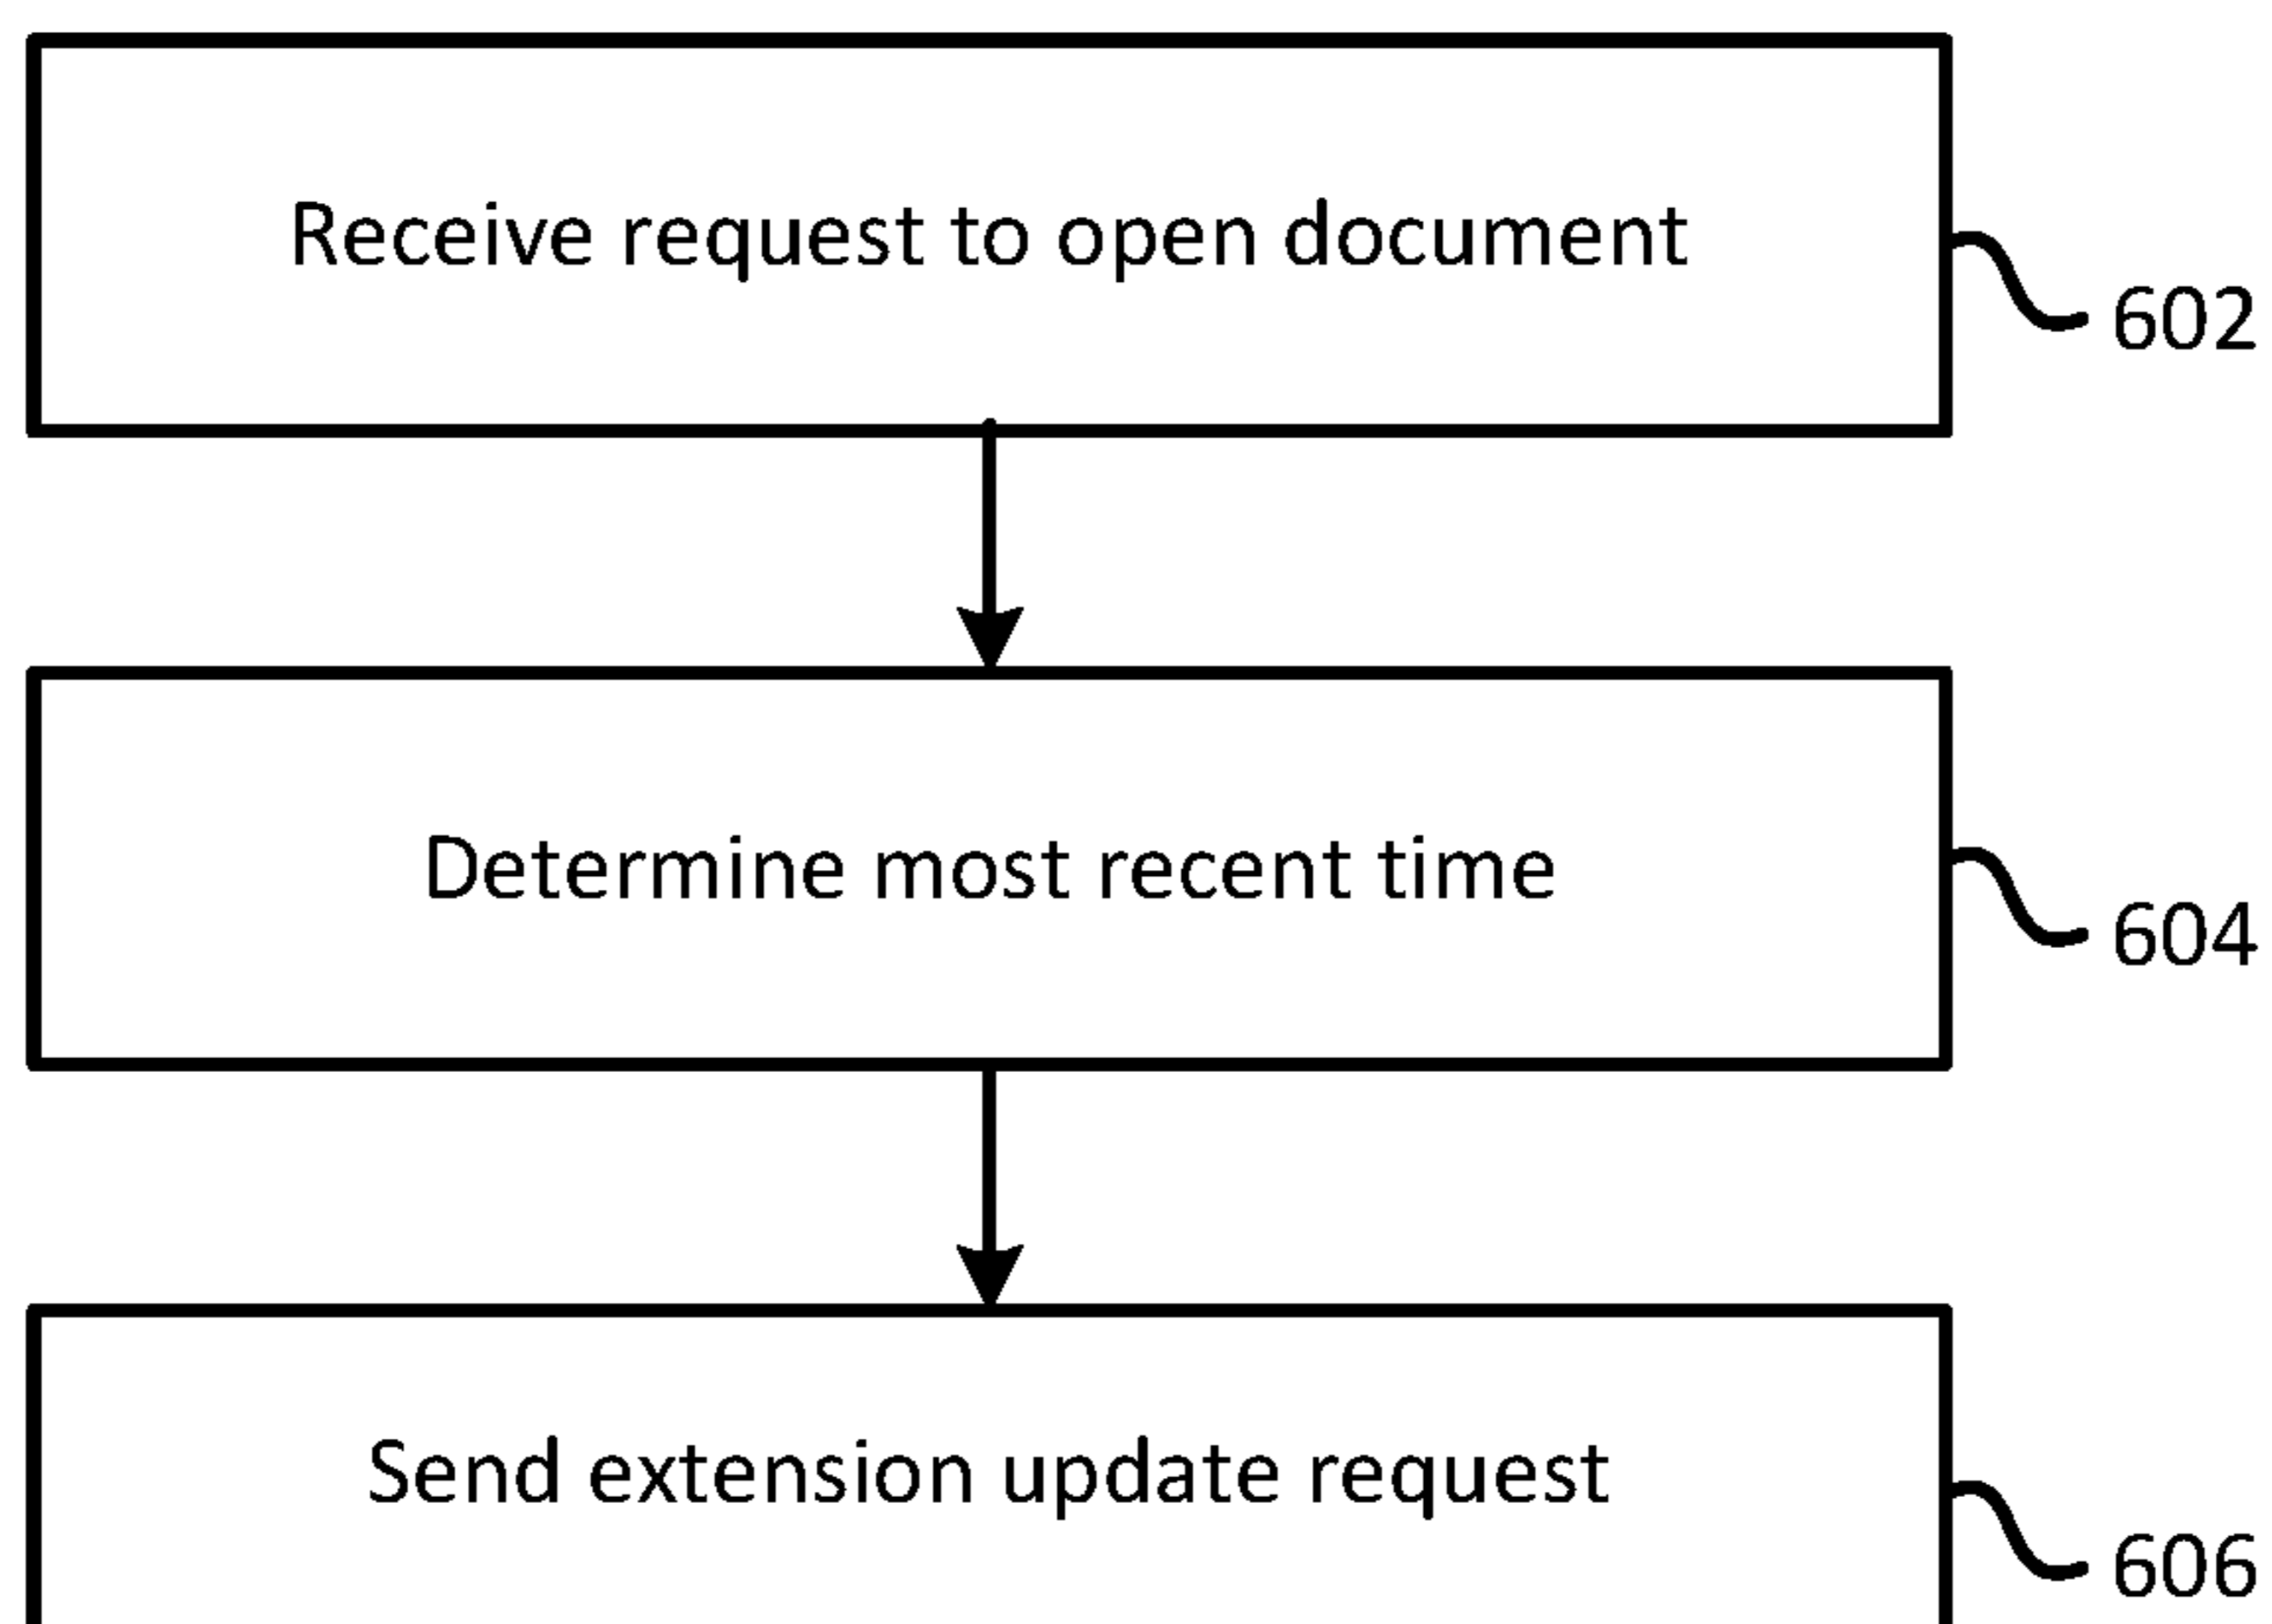 Receive request to open document
602
Determine most recent time
604
Send extension update request
606